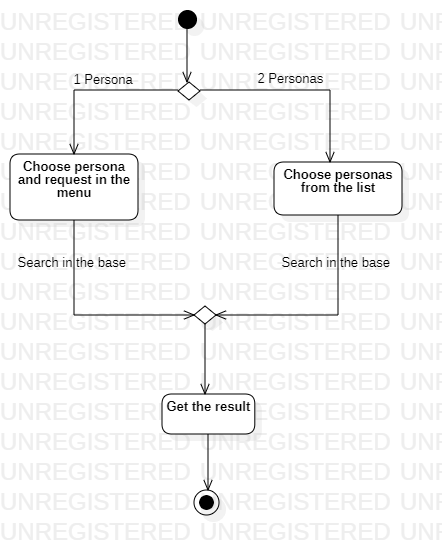 1 Persona
2 Personas
Choose persona
and request in the
menu
Choose personas
from the list
Search in the base
Search in the base
Get the result
UNREGISTERED UNREGISTERED UNREGISTERED